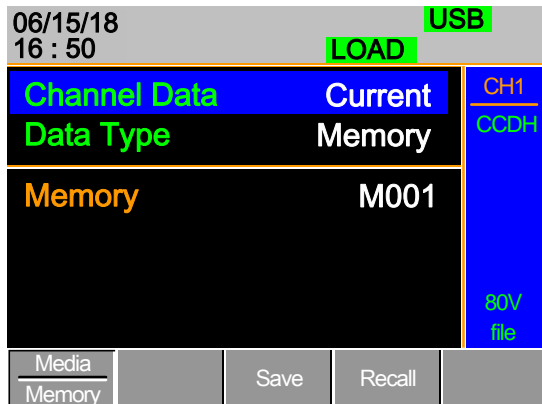 06/15/18 USB
16 : 50 LOAD
Channel Data Current
Data Type Memory
Memory M001
CH1
CCDH
80V
file
Media
Memory
Save
Recall